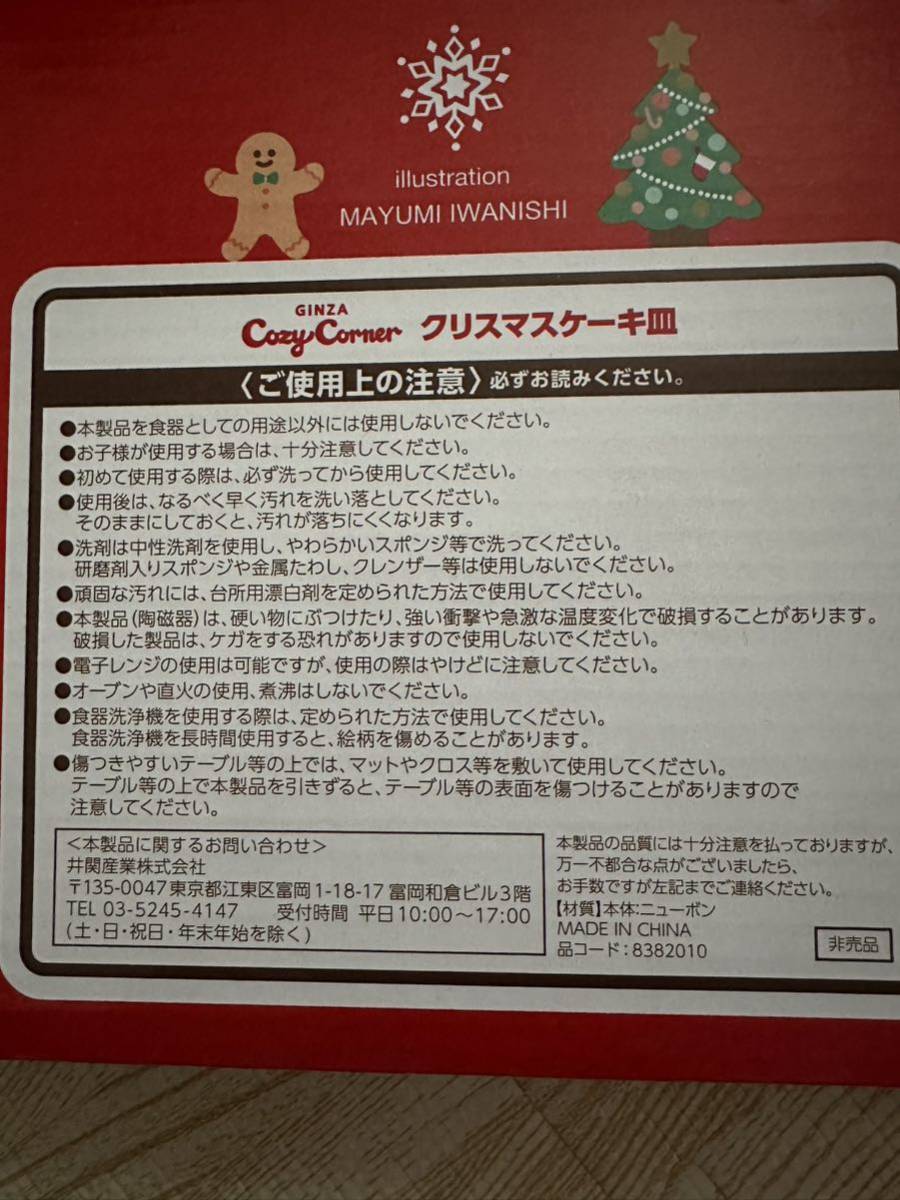 illustration
MAYUMI IWANISHI
GINZA
Cozy Corner クリスマスケーキ皿
〈ご使用上の注意〉必ずお読みください。
●本製品を食器としての用途以外には使用しないでください。
●お子様が使用する場合は、十分注意してください。
●初めて使用する際は、必ず洗ってから使用してください。
●使用後は、なるべく早く汚れを洗い落としてください。
そのままにしておくと、汚れが落ちにくくなります。
●洗剤は中性洗剤を使用し、やわらかいスポンジ等で洗ってください。
研磨剤入りスポンジや金属たわし、クレンザー等は使用しないでください。
●頑固な汚れには、台所用漂白剤を定められた方法で使用してください。
●本製品(陶磁器)は、硬い物にぶつけたり、強い衝撃や急激な温度変化で破損することがあります。
破損した製品は、ケガをする恐れがありますので使用しないでください。
●電子レンジの使用は可能ですが、使用の際はやけどに注意してください。
●オーブンや直火の使用、煮沸はしないでください。
●食器洗浄機を使用する際は、定められた方法で使用してください。
食器洗浄機を長時間使用すると、絵柄を傷めることがあります。
●傷つきやすいテーブル等の上では、マットやクロス等を敷いて使用してください。
テーブル等の上で本製品を引きずると、テーブル等の表面を傷つけることがありますので
注意してください。
＜本製品に関するお問い合わせ＞
井関産業株式会社
〒135-0047 東京都江東区富岡1-18-17 富岡和倉ビル3階
TEL 03-5245-4147 受付時間 平日10:00～17:00
(土・日・祝日・年末年始を除く)
本製品の品質には十分注意を払っておりますが、
万一不都合な点がございましたら、
お手数ですが左記までご連絡ください。
【材質】本体:ニューボン
MADE IN CHINA
品コード:8382010
非売品